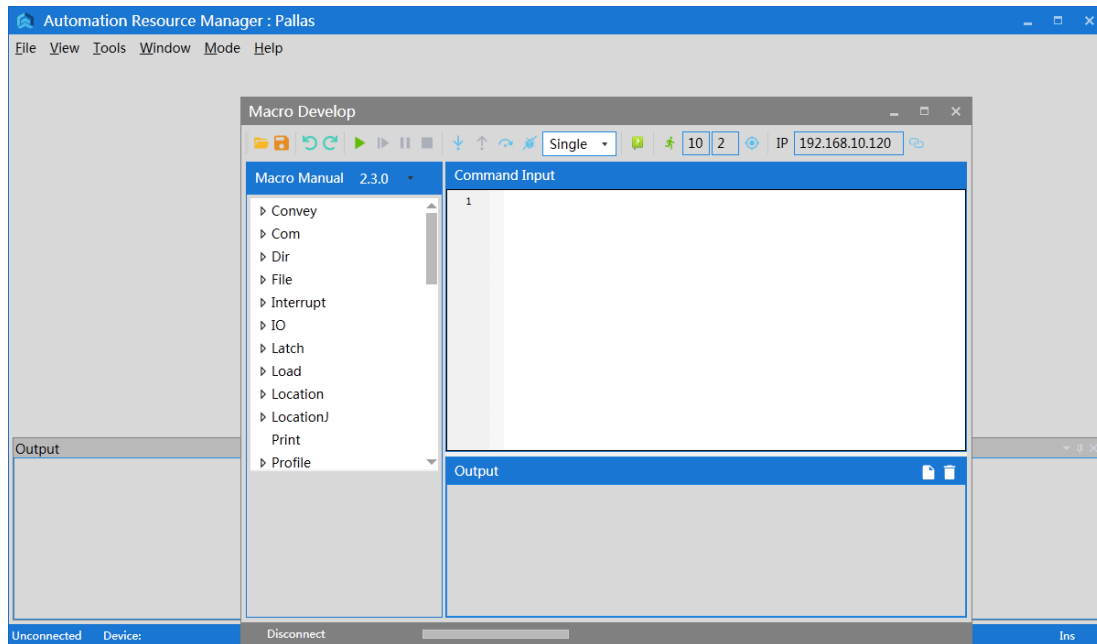 Automation Resource Manager : Pallas
File View Tools Window Mode Help
Macro Develop
Single 10 2 IP 192.168.10.120
Macro Manual 2.3.0
Command Input
1
Convey
Com
Dir
File
Interrupt
IO
Latch
Load
Location
LocationJ
Print
Profile
Output
Output
Disconnect
Unconnected Device:
Ins